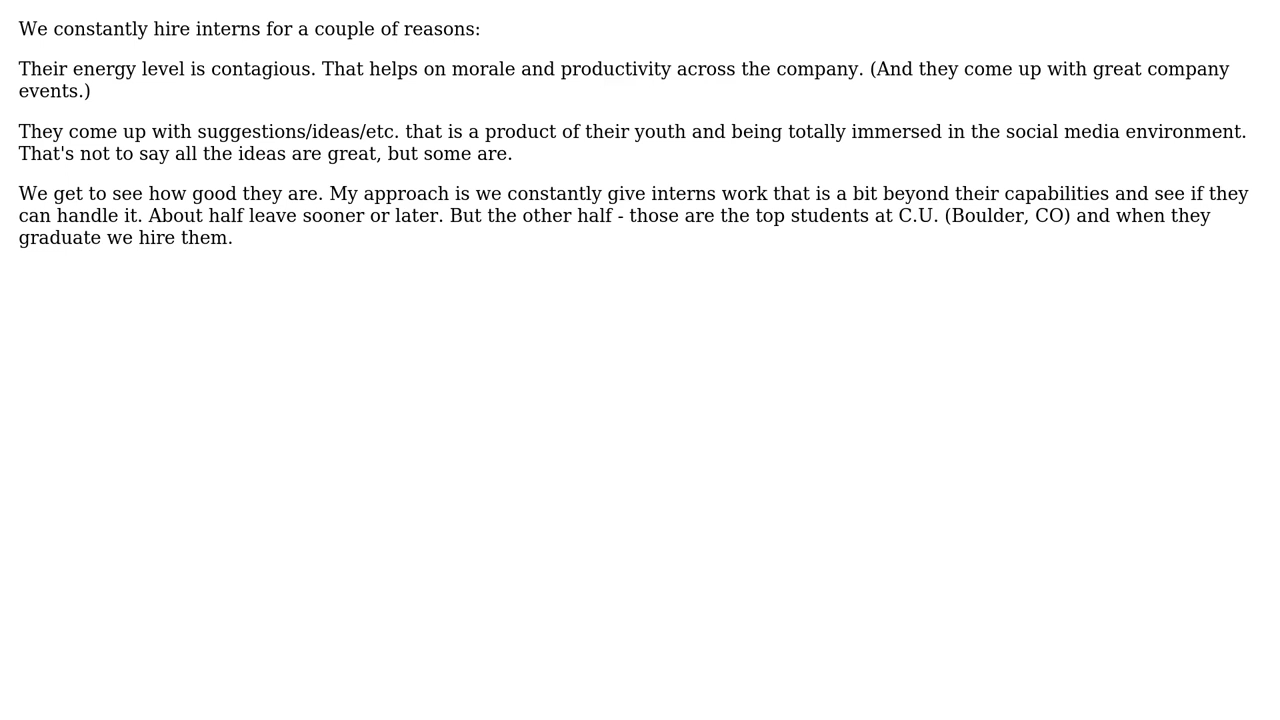 We constantly hire interns for a couple of reasons:
Their energy level is contagious. That helps on morale and productivity across the company. (And they come up with great company
events.)
They come up with suggestions/ideas/etc. that is a product of their youth and being totally immersed in the social media environment.
That's not to say all the ideas are great, but some are.
We get to see how good they are. My approach is we constantly give interns work that is a bit beyond their capabilities and see if they
can handle it. About half leave sooner or later. But the other half - those are the top students at C.U. (Boulder, CO) and when they
graduate we hire them.